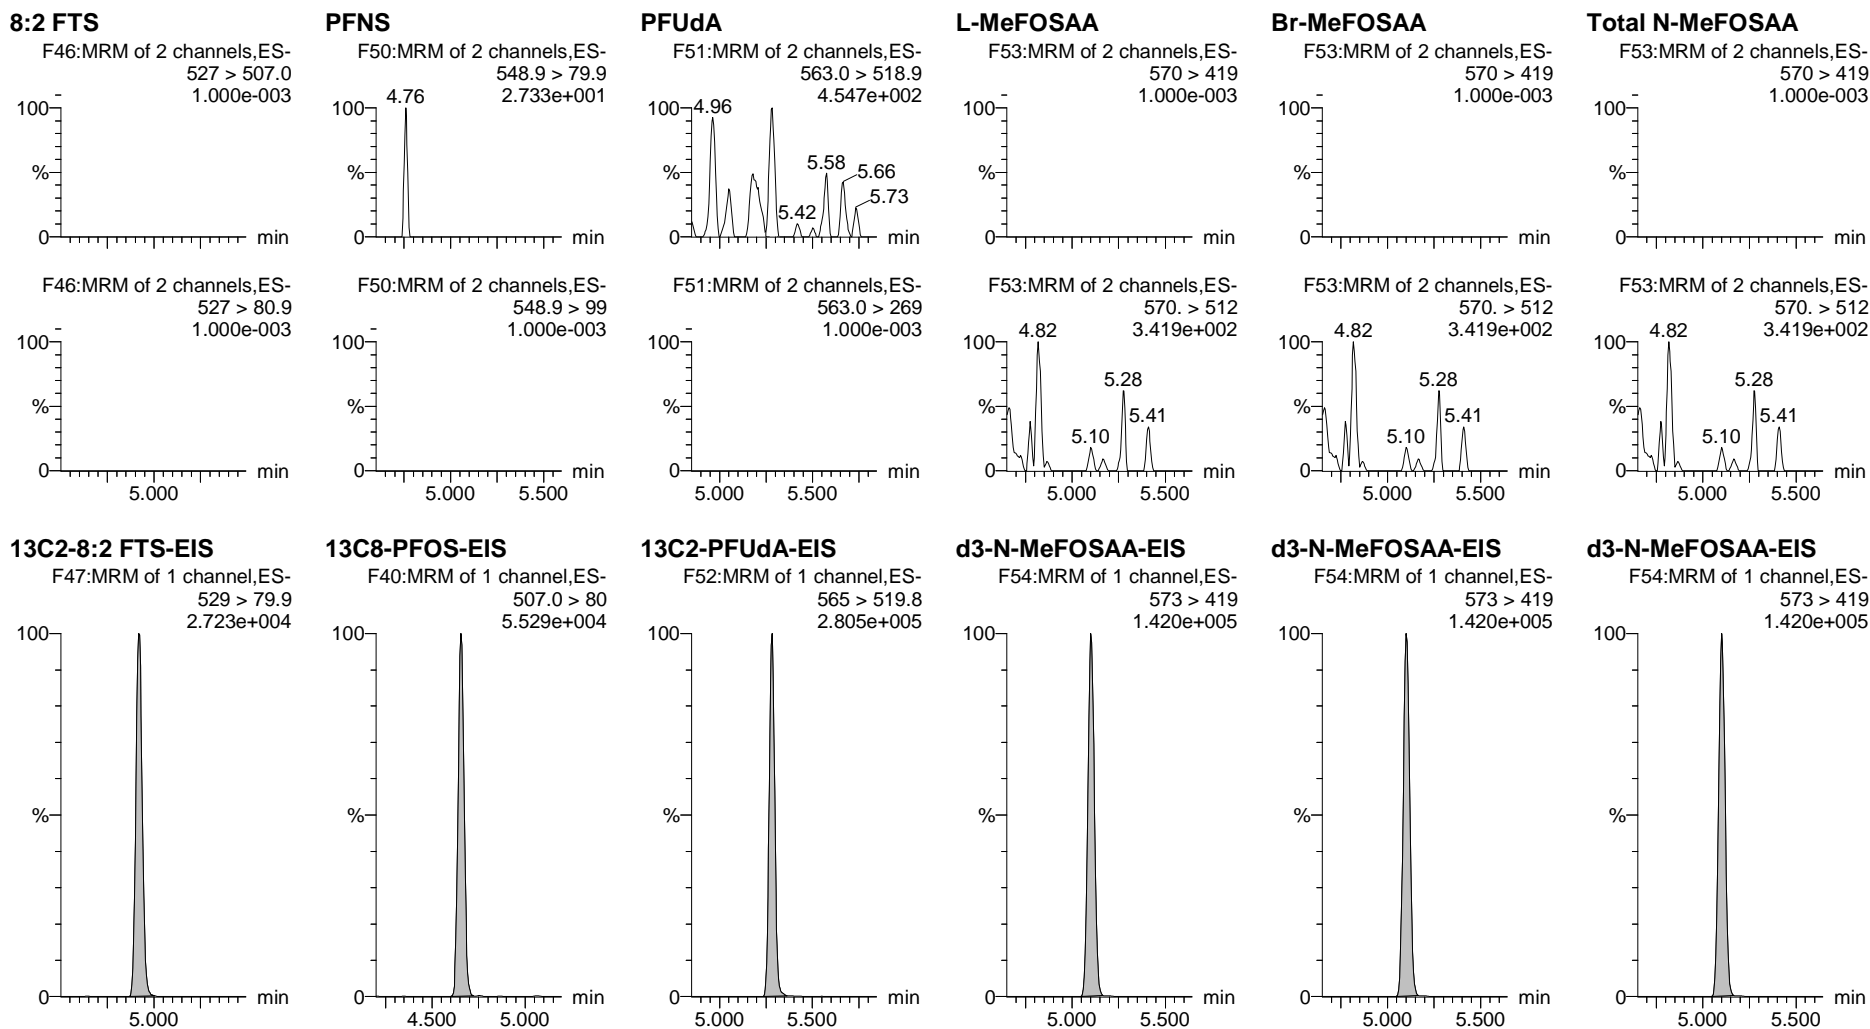 8:2 FTS
F46:MRM of 2 channels,ES-
527 > 507.0
1.000e-003
100
%
0
min
F46:MRM of 2 channels,ES-
527 > 80.9
1.000e-003
100
%
0
min
5.000
PFNS
F50:MRM of 2 channels,ES-
548.9 > 79.9
2.733e+001
100
4.76
%
0
min
F50:MRM of 2 channels,ES-
548.9 > 99
1.000e-003
100
%
0
min
5.000 5.500
PFUdA
F51:MRM of 2 channels,ES-
563.0 > 518.9
4.547e+002
100
4.96
%
5.58
5.66
5.73
5.42
0
min
F51:MRM of 2 channels,ES-
563.0 > 269
1.000e-003
100
%
0
min
5.000 5.500
L-MeFOSAA
F53:MRM of 2 channels,ES-
570 > 419
1.000e-003
100
%
0
min
F53:MRM of 2 channels,ES-
570. > 512
3.419e+002
100
4.82
5.28
%
5.41
5.10
0
min
5.000 5.500
Br-MeFOSAA
F53:MRM of 2 channels,ES-
570 > 419
1.000e-003
100
%
0
min
F53:MRM of 2 channels,ES-
570. > 512
3.419e+002
100
4.82
5.28
%
5.41
5.10
0
min
5.000 5.500
Total N-MeFOSAA
F53:MRM of 2 channels,ES-
570 > 419
1.000e-003
100
%
0
min
F53:MRM of 2 channels,ES-
570. > 512
3.419e+002
100
4.82
5.28
%
5.41
5.10
0
min
5.000 5.500
13C2-8:2 FTS-EIS
F47:MRM of 1 channel,ES-
529 > 79.9
2.723e+004
100
%
0
min
5.000
13C8-PFOS-EIS
F40:MRM of 1 channel,ES-
507.0 > 80
5.529e+004
100
%
0
min
4.500 5.000
13C2-PFUdA-EIS
F52:MRM of 1 channel,ES-
565 > 519.8
2.805e+005
100
%
0
min
5.000 5.500
d3-N-MeFOSAA-EIS
F54:MRM of 1 channel,ES-
573 > 419
1.420e+005
100
%
0
min
5.000 5.500
d3-N-MeFOSAA-EIS
F54:MRM of 1 channel,ES-
573 > 419
1.420e+005
100
%
0
min
5.000 5.500
d3-N-MeFOSAA-EIS
F54:MRM of 1 channel,ES-
573 > 419
1.420e+005
100
%
0
min
5.000 5.500